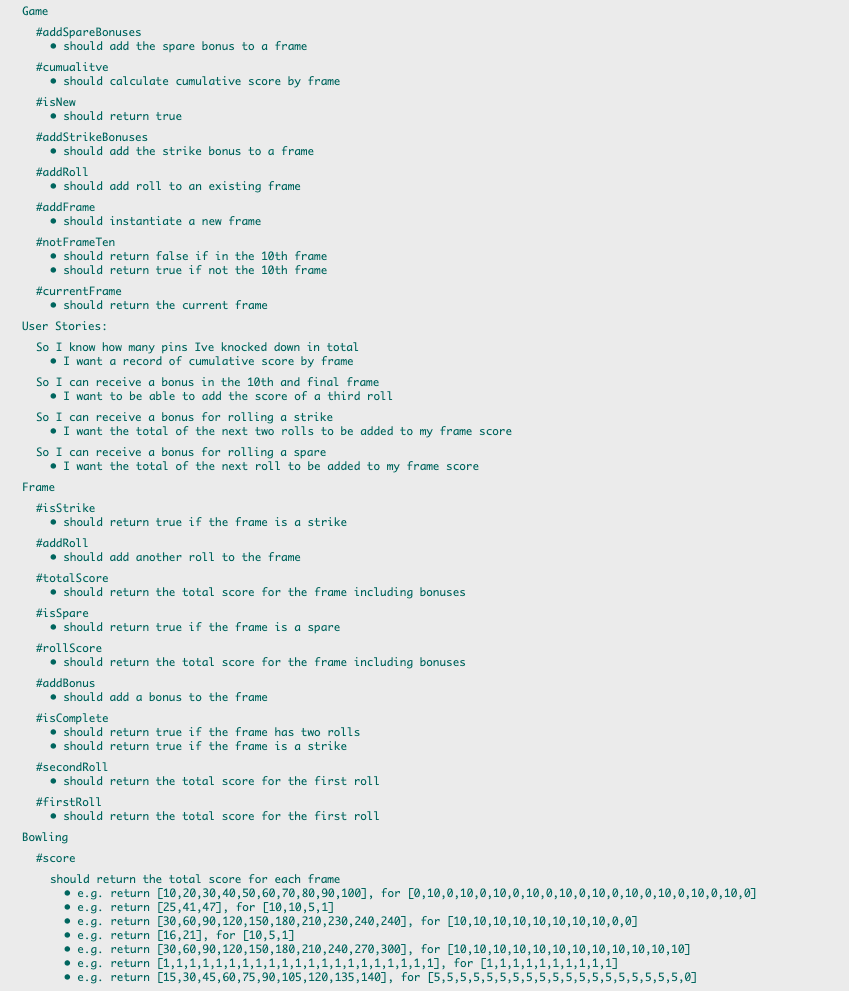 Game
#addSpareBonuses
• should add the spare bonus to a frame
#cumualitve
• should calculate cumulative score by frame
#isNew
• should return true
#addStrikeBonuses
• should add the strike bonus to a frame
#addRoll
• should add roll to an existing frame
#addFrame
• should instantiate a new frame
#notFrameTen
• should return false if in the 10th frame
• should return true if not the 10th frame
#currentFrame
• should return the current frame
User Stories:
So I know how many pins Ive knocked down in total
• I want a record of cumulative score by frame
So I can receive a bonus in the 10th and final frame
• I want to be able to add the score of a third roll
So I can receive a bonus for rolling a strike
• I want the total of the next two rolls to be added to my frame score
So I can receive a bonus for rolling a spare
• I want the total of the next roll to be added to my frame score
Frame
#isStrike
• should return true if the frame is a strike
#addRoll
• should add another roll to the frame
#totalScore
• should return the total score for the frame including bonuses
#isSpare
• should return true if the frame is a spare
#rollScore
• should return the total score for the frame including bonuses
#addBonus
• should add a bonus to the frame
#isComplete
• should return true if the frame has two rolls
• should return true if the frame is a strike
#secondRoll
• should return the total score for the first roll
#firstRoll
• should return the total score for the first roll
Bowling
#score
should return the total score for each frame
• e.g. return [10,20,30,40,50,60,70,80,90,100], for [0,10,0,10,0,10,0,10,0,10,0,10,0,10,0,10,0,10,0,10,0]
• e.g. return [25,41,47], for [10,10,5,1]
• e.g. return [30,60,90,120,150,180,210,230,240,240], for [10,10,10,10,10,10,10,10,0,0]
• e.g. return [16,21], for [10,5,1]
• e.g. return [30,60,90,120,150,180,210,240,270,300], for [10,10,10,10,10,10,10,10,10,10,10,10]
• e.g. return [1,1,1,1,1,1,1,1,1,1,1,1,1,1,1,1,1,1,1,1,1], for [1,1,1,1,1,1,1,1,1,1]
• e.g. return [15,30,45,60,75,90,105,120,135,140], for [5,5,5,5,5,5,5,5,5,5,5,5,5,5,5,5,5,5,5,0]